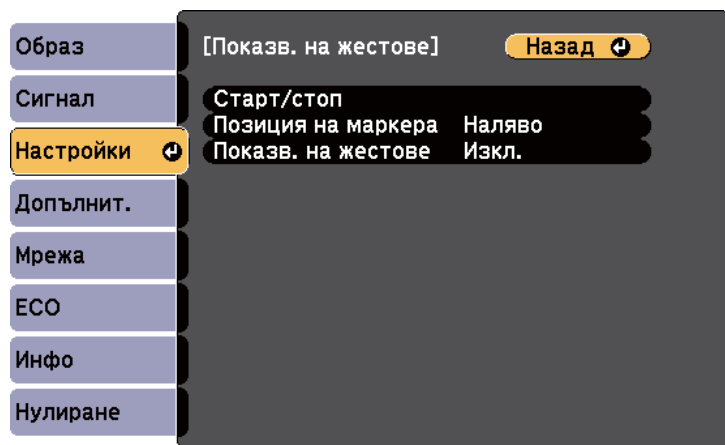 Образ
Сигнал
Настройки
Допълнит.
Мрежа
ECO
Инфо
Нулиране
[Показв. на жестове] Назад
Старт/стоп
Позиция на маркера Наляво
Показв. на жестове Изкл.